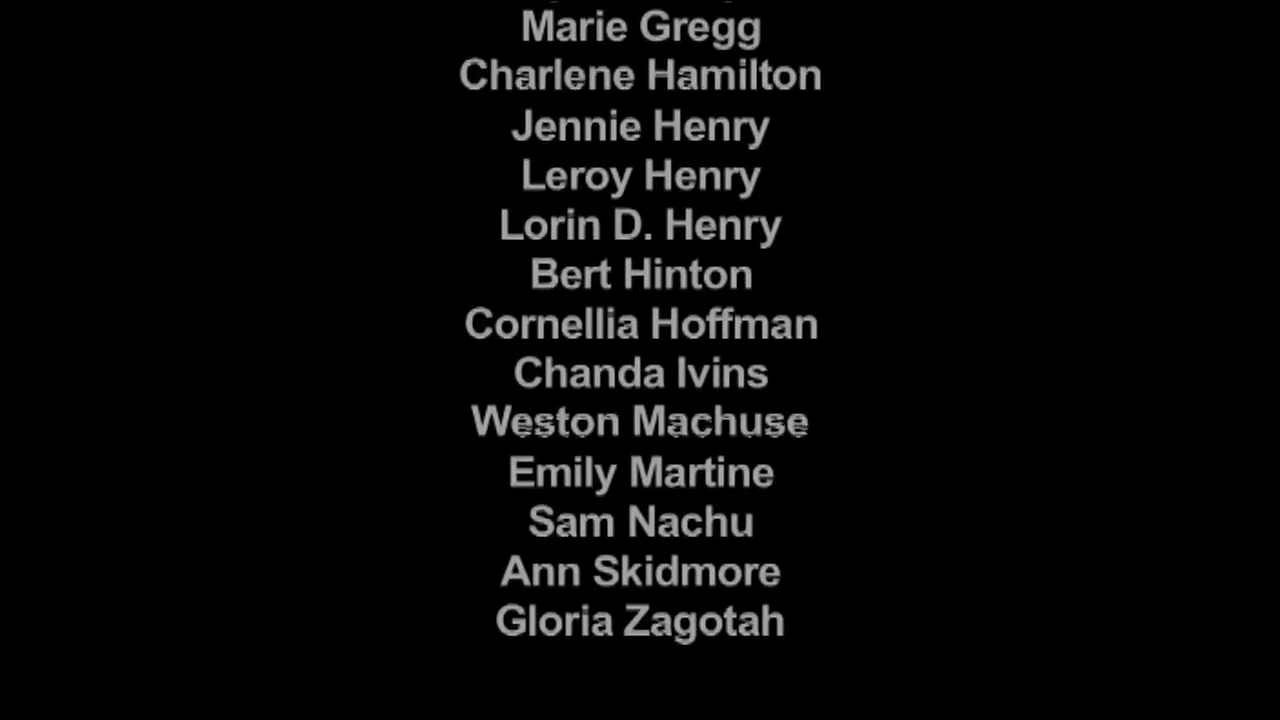 Marie Gregg
Charlene Hamilton
Jennie Henry
Leroy Henry
Lorin D. Henry
Bert Hinton
Cornellia Hoffman
Chanda Ivins
Weston Machuse
Emily Martine
Sam Nachu
Ann Skidmore
Gloria Zagotah